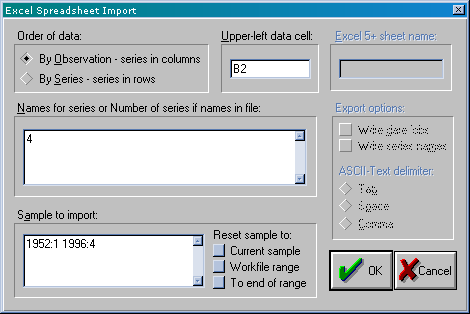 Excel Spreadsheet Import
Order of data:
By Observation - series in columns
By Series - series in rows
Upper-left data cell:
B2
Excel 5+ sheet name:
Names for series or Number of series if names in file:
4
Export options:
Write date/obs
Write series names
ASCII-Text delimiter:
Tab
Space
Comma
Sample to import:
1952:1 1996:4
Reset sample to:
Current sample
Workfile range
To end of range
OK
Cancel